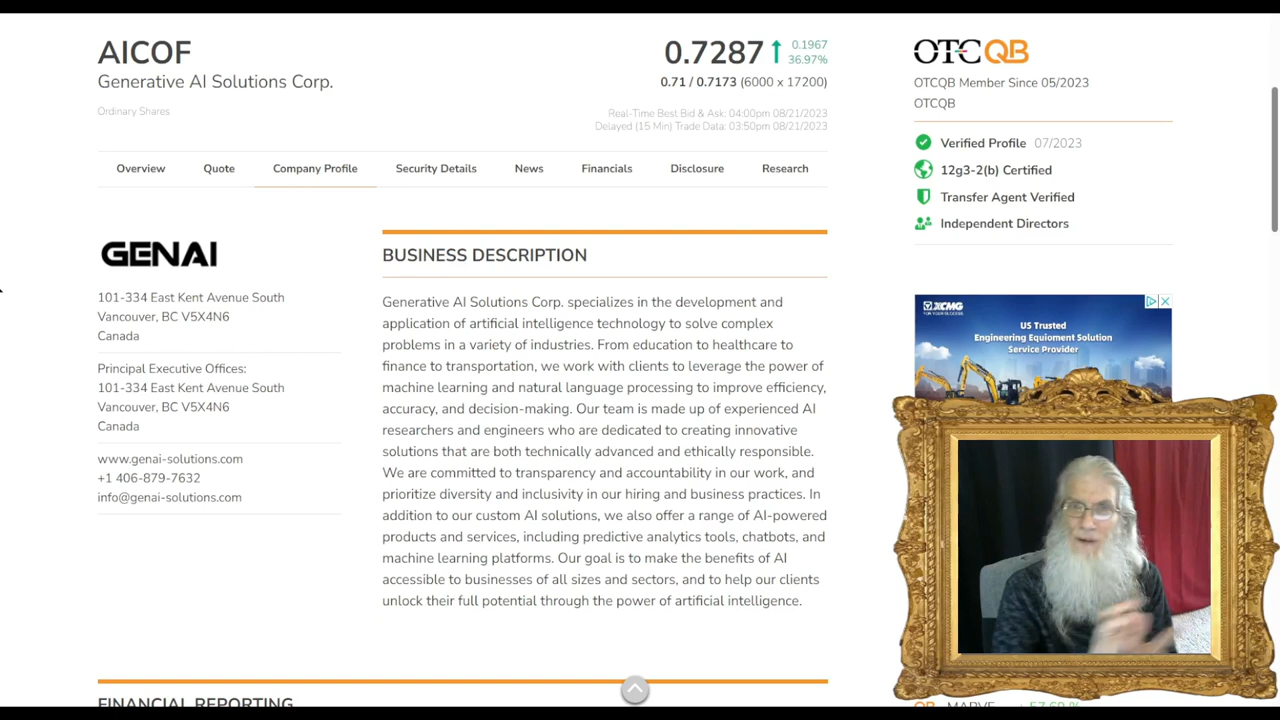 AICOF
Generative AI Solutions Corp.
Ordinary Shares
0.7287
0.1967
36.97%
0.71 / 0.7173 (6000 x 17200)
Real-Time Best Bid & Ask: 04:00pm 08/21/2023
Delayed (15 Min) Trade Data: 03:50pm 08/21/2023
Overview Quote Company Profile Security Details News Financials Disclosure Research
GENAI
101-334 East Kent Avenue South
Vancouver, BC V5X4N6
Canada
Principal Executive Offices:
101-334 East Kent Avenue South
Vancouver, BC V5X4N6
Canada
www.genai-solutions.com
+1 406-879-7632
info@genai-solutions.com
BUSINESS DESCRIPTION
Generative AI Solutions Corp. specializes in the development and
application of artificial intelligence technology to solve complex
problems in a variety of industries. From education to healthcare to
finance to transportation, we work with clients to leverage the power of
machine learning and natural language processing to improve efficiency,
accuracy, and decision-making. Our team is made up of experienced AI
researchers and engineers who are dedicated to creating innovative
solutions that are both technically advanced and ethically responsible.
We are committed to transparency and accountability in our work, and
prioritize diversity and inclusivity in our hiring and business practices. In
addition to our custom AI solutions, we also offer a range of AI-powered
products and services, including predictive analytics tools, chatbots, and
machine learning platforms. Our goal is to make the benefits of AI
accessible to businesses of all sizes and sectors, and to help our clients
unlock their full potential through the power of artificial intelligence.
FINANCIAL REPORTING
OTCQB
OTCQB Member Since 05/2023
OTCQB
Verified Profile 07/2023
12g3-2(b) Certified
Transfer Agent Verified
Independent Directors
XCMG
FOR YOUR SUCCESS
US Trusted
Engineering Equioment Solution
Service Provider